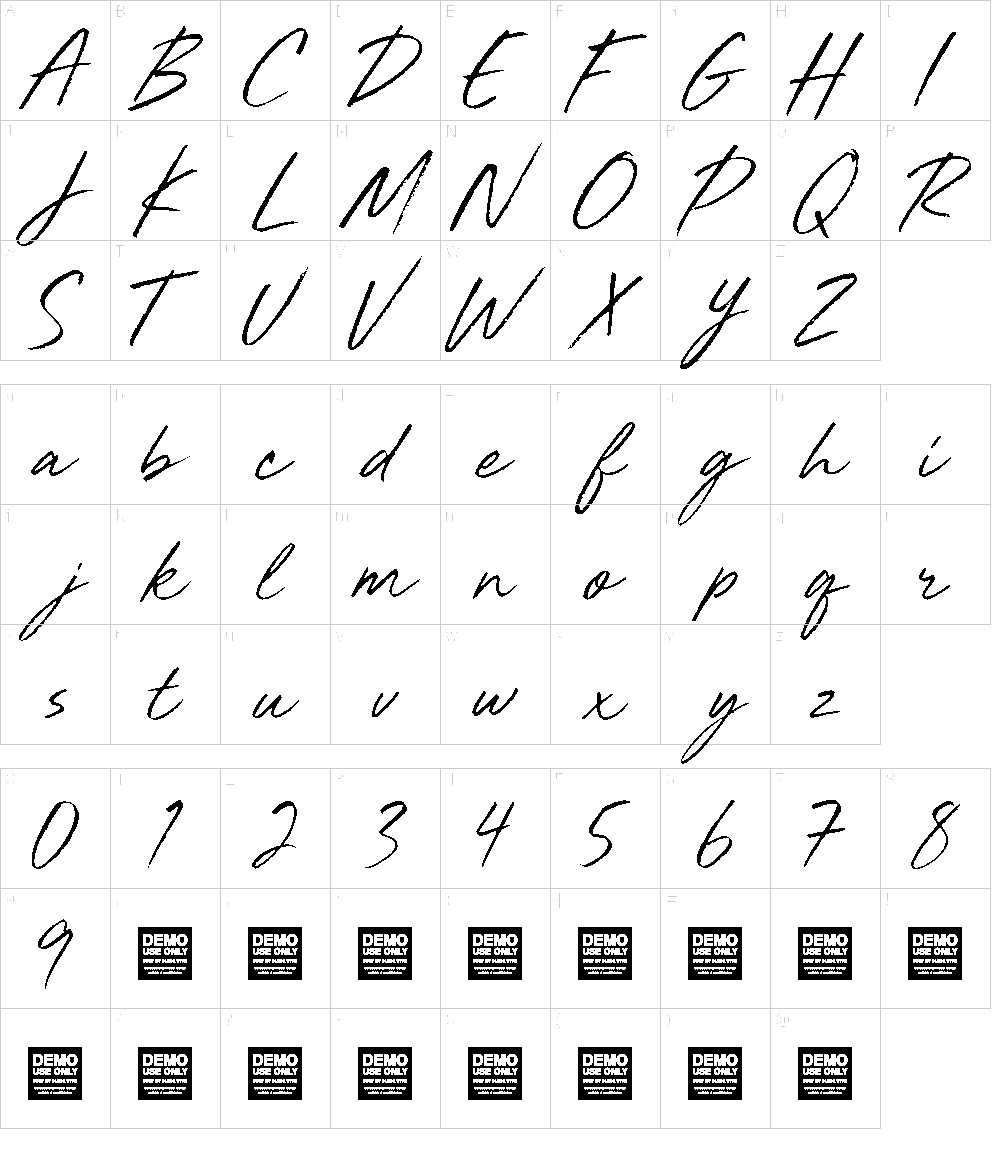 A B C D E F G H I
J K L M N O P Q R
S T U V W X Y Z
a b c d e f g h i
j k l m n o p q r
s t u v w x y z
0 1 2 3 4 5 6 7 8
9 DEMO USE ONLY DEMO USE ONLY DEMO USE ONLY DEMO USE ONLY DEMO USE ONLY DEMO USE ONLY DEMO USE ONLY DEMO USE ONLY
DEMO USE ONLY DEMO USE ONLY DEMO USE ONLY DEMO USE ONLY DEMO USE ONLY DEMO USE ONLY DEMO USE ONLY DEMO USE ONLY